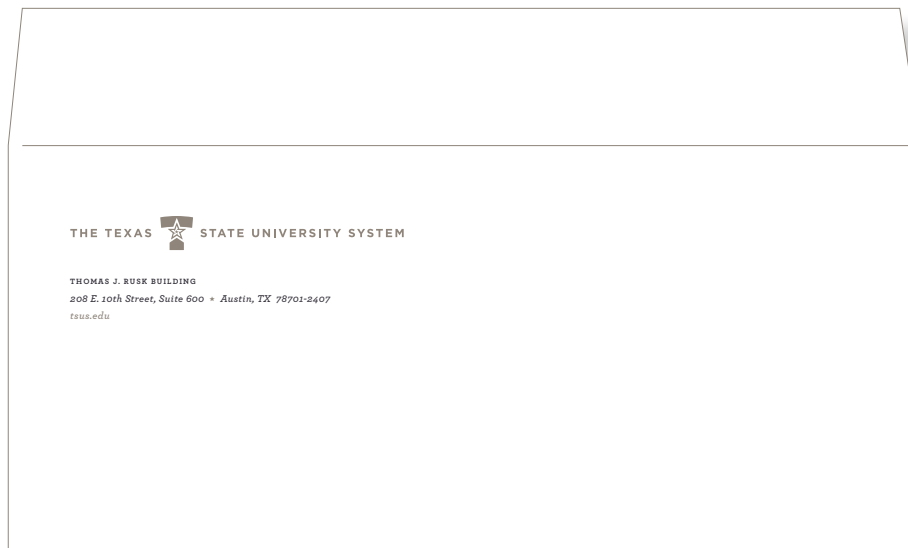 THE TEXAS STATE UNIVERSITY SYSTEM
THOMAS J. RUSK BUILDING
208 E. 10th Street, Suite 600 ★ Austin, TX 78701-2407
tsus.edu